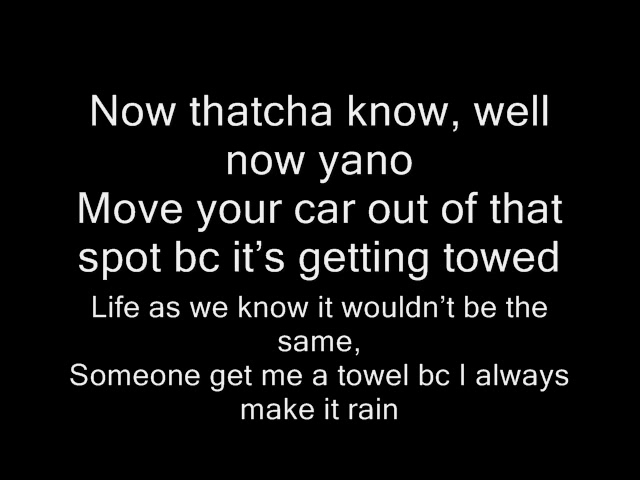 Now thatcha know, well
now yano
Move your car out of that
spot bc it’s getting towed
Life as we know it wouldn’t be the
same,
Someone get me a towel bc I always
make it rain